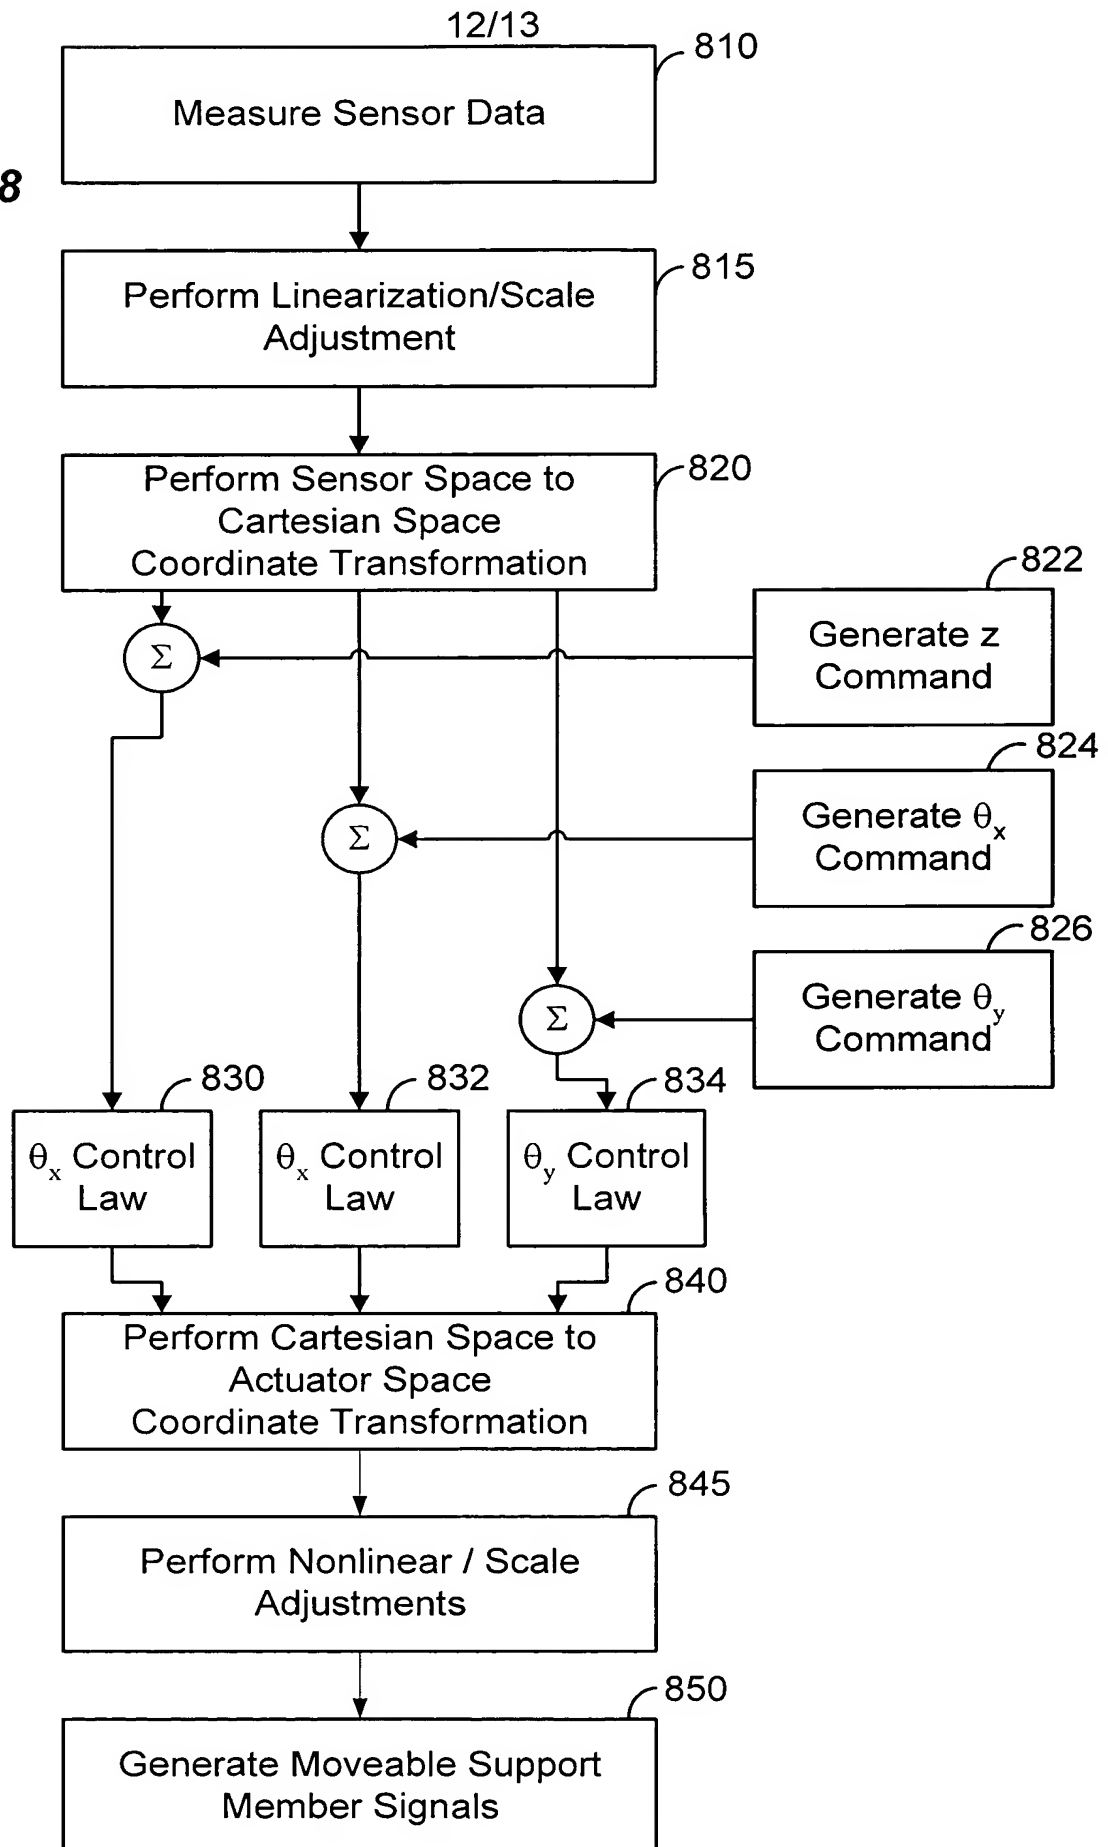 12/13
810
Measure Sensor Data
8
815
Perform Linearization/Scale
Adjustment
820
Perform Sensor Space to
Cartesian Space
Coordinate Transformation
822
Generate z
Command
Σ
824
Generate θx
Command
Σ
826
Generate θy
Command
Σ
830
θx Control
Law
832
θx Control
Law
834
θy Control
Law
840
Perform Cartesian Space to
Actuator Space
Coordinate Transformation
845
Perform Nonlinear / Scale
Adjustments
850
Generate Moveable Support
Member Signals